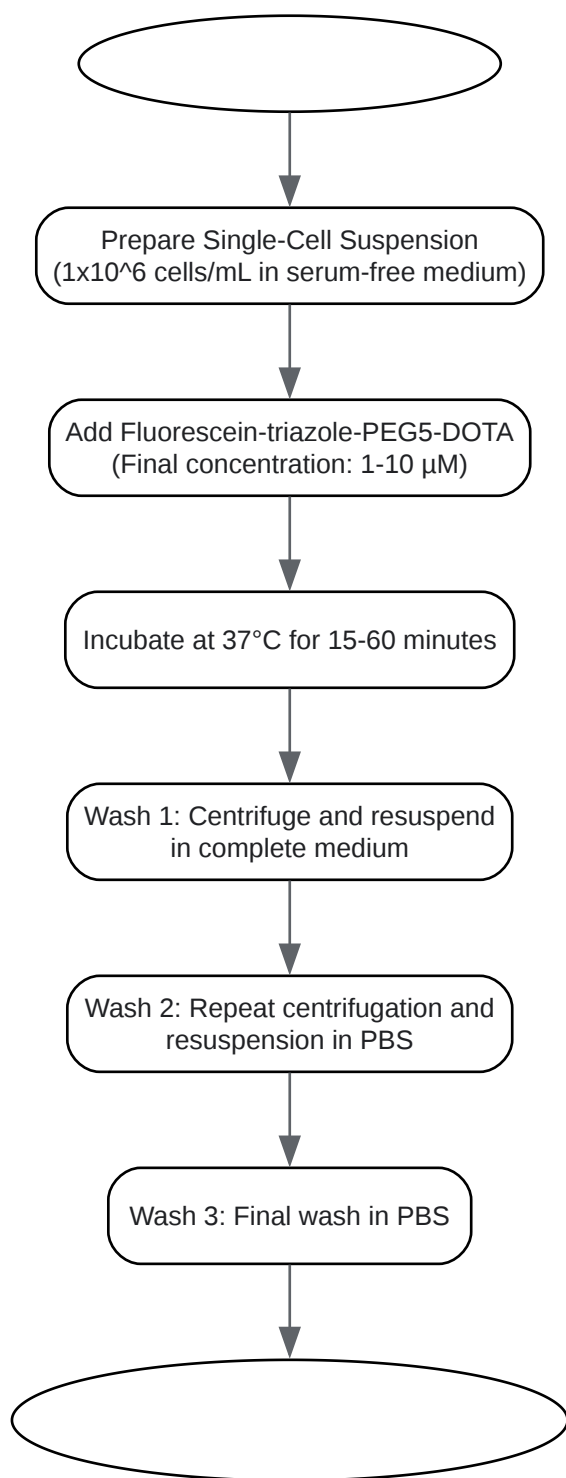 Prepare Single-Cell Suspension
(1x10^6 cells/mL in serum-free medium)
Add Fluorescein-triazole-PEG5-DOTA
(Final concentration: 1-10 µM)
Incubate at 37°C for 15-60 minutes
Wash 1: Centrifuge and resuspend
in complete medium
Wash 2: Repeat centrifugation and
resuspension in PBS
Wash 3: Final wash in PBS